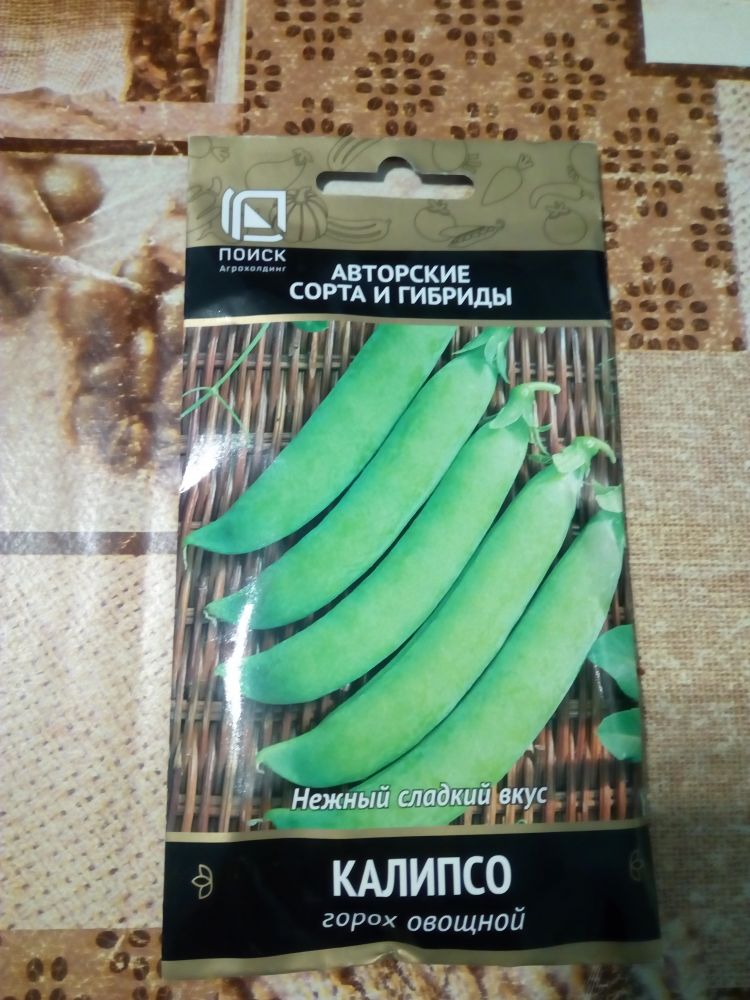 ПОИСК
Агрохолдинг
АВТОРСКИЕ
СОРТА И ГИБРИДЫ
Нежный сладкий вкус
КАЛИПСО
горох овощной